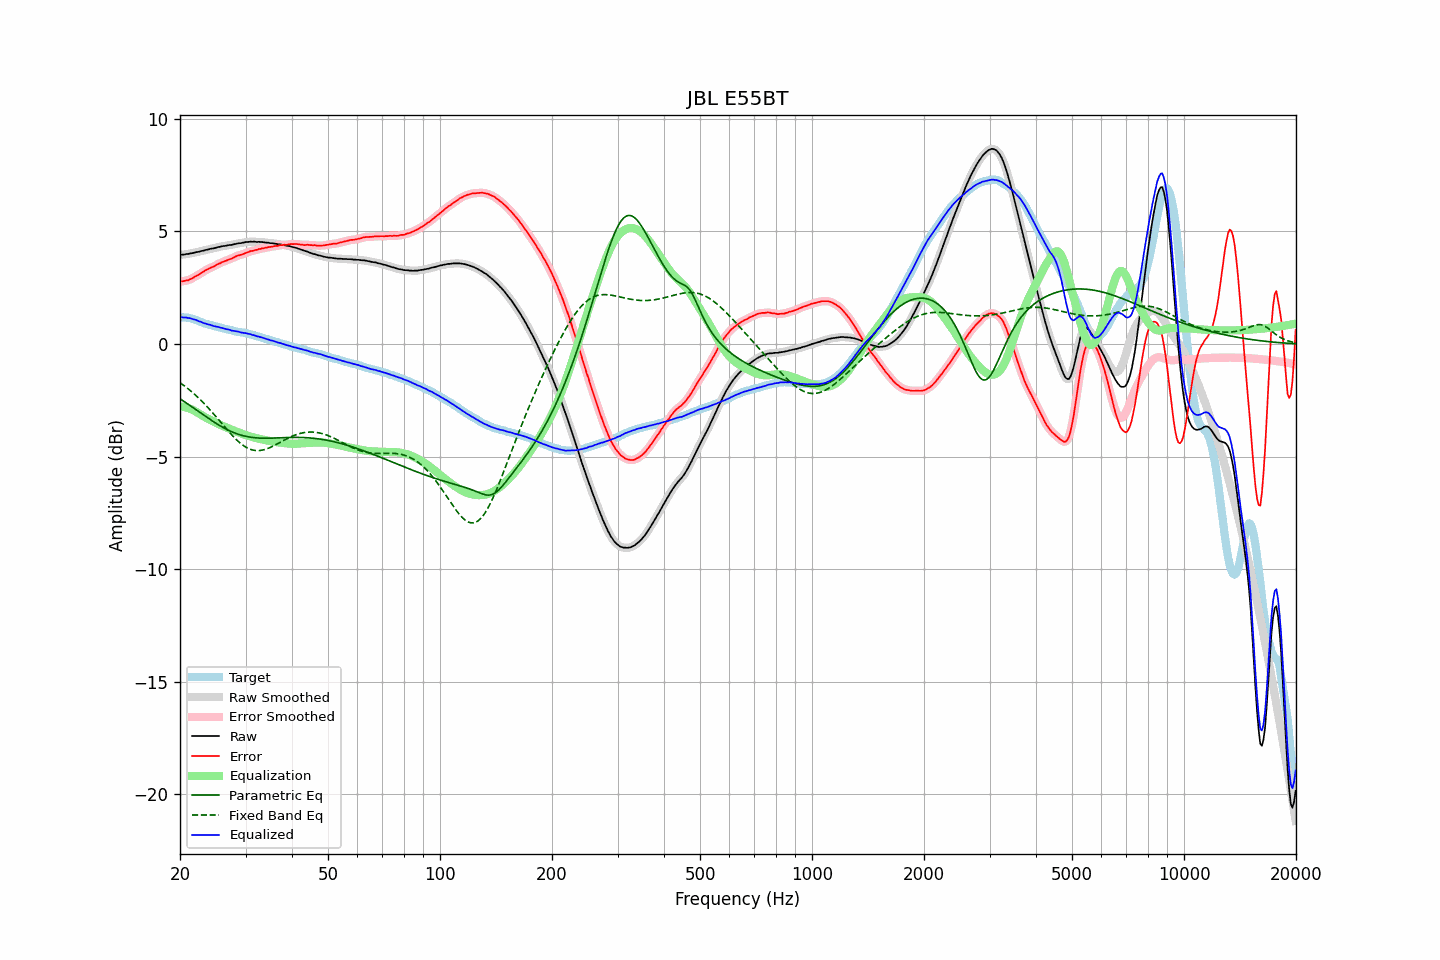 JBL E55BT
10
5
0
−5
−10
−15
−20
Amplitude (dBr)
Target
Raw Smoothed
Error Smoothed
Raw
Error
Equalization
Parametric Eq
Fixed Band Eq
Equalized
20 50 100 200 500 1000 2000 5000 10000 20000
Frequency (Hz)